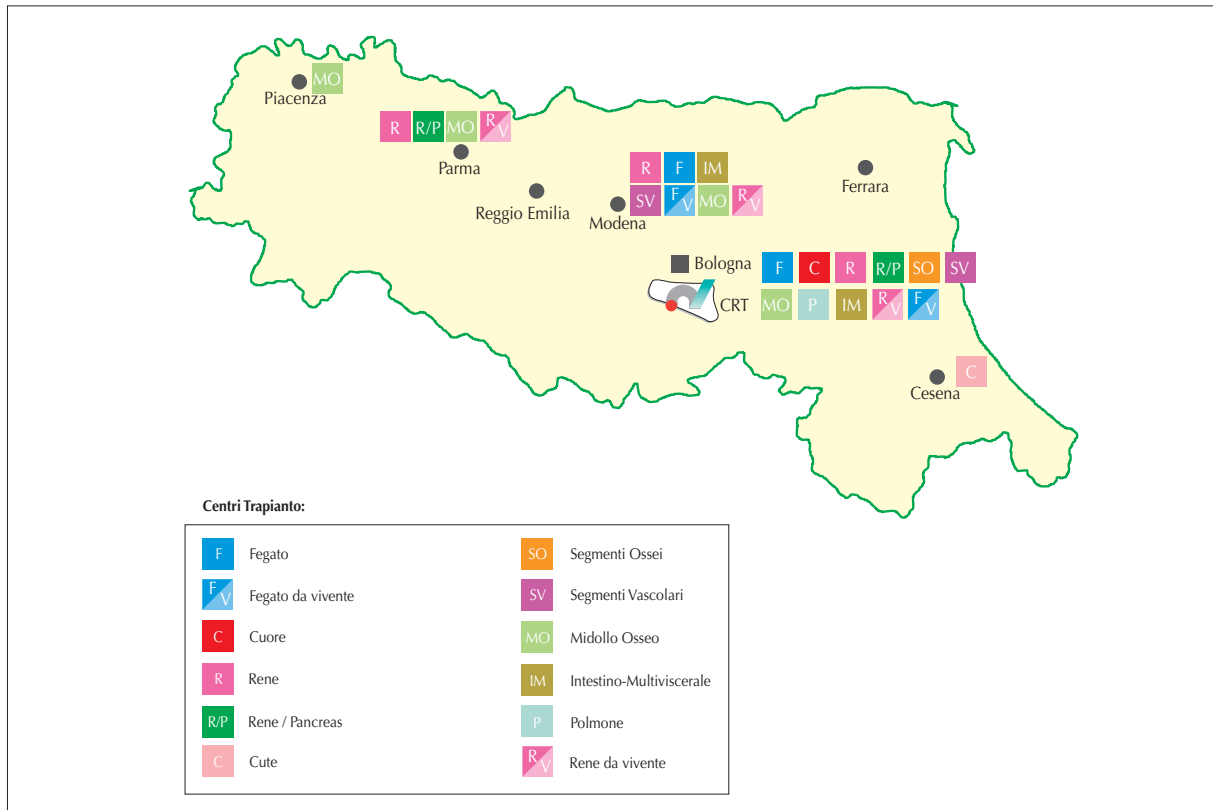 MO
Piacenza
R R/P MO R/V
Parma
R F IM
Ferrara
SV F/V MO R/V
Reggio Emilia
Modena
Bologna
F C R R/P SO SV
CRT
MO P IM R/V F/V
C
Cesena
Centri Trapianto:
F Fegato
F/V Fegato da vivente
C Cuore
R Rene
R/P Rene / Pancreas
C Cute
SO Segmenti Ossei
SV Segmenti Vascolari
MO Midollo Osseo
IM Intestino-Multiviscerale
P Polmone
R/V Rene da vivente